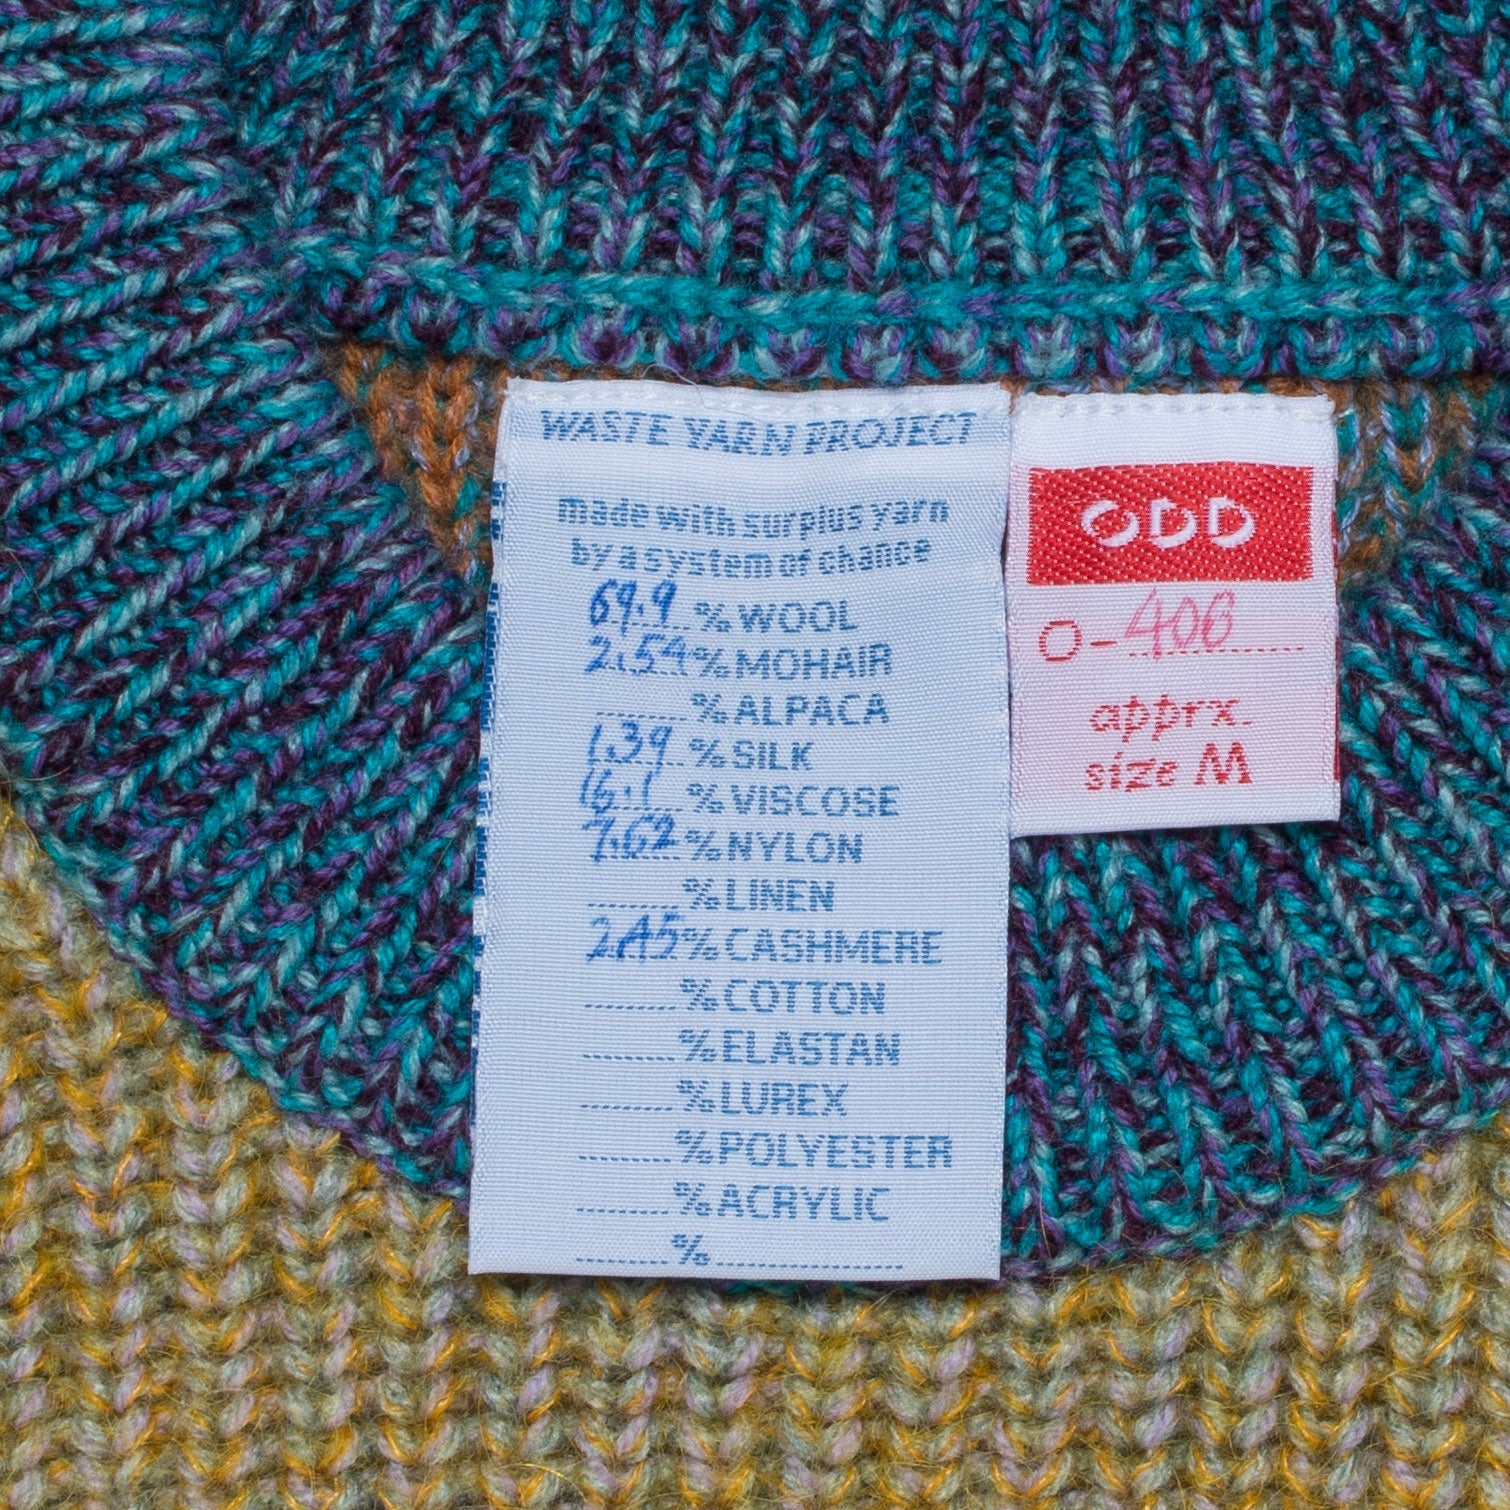 WASTE YARN PROJECT
made with surplus yarn
by a system of chance
69.9 % WOOL
2.54 % MOHAIR
% ALPACA
1.39 % SILK
16.1 % VISCOSE
7.62 % NYLON
% LINEN
2.45 % CASHMERE
% COTTON
% ELASTAN
% LUREX
% POLYESTER
% ACRYLIC
%
ODD
O-406
apprx.
size M